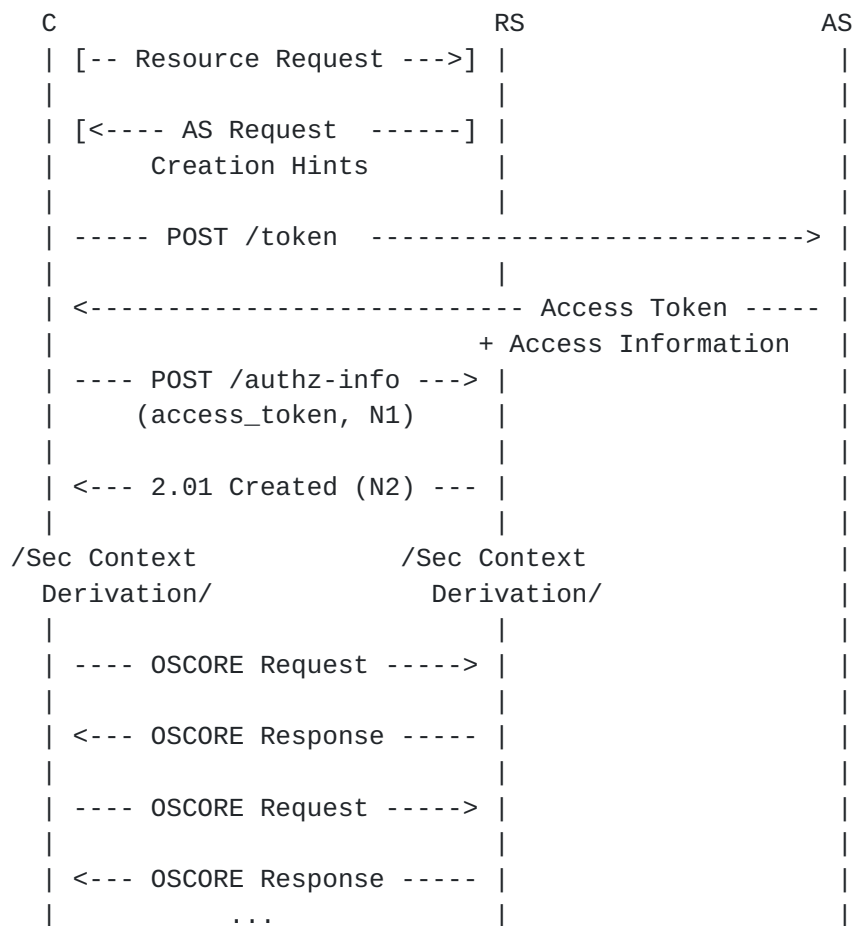 C                             RS                   AS
| [-- Resource Request --->] |                     |
|                            |                     |
| [<---- AS Request  ------] |                     |
|      Creation Hints        |                     |
|                            |                     |
| ----- POST /token  ----------------------------> |
|                            |                     |
| <---------------------------- Access Token ----- |
|                           + Access Information   |
| ---- POST /authz-info ---> |                     |
|     (access_token, N1)     |                     |
|                            |                     |
| <--- 2.01 Created (N2) --- |                     |
|                            |                     |
/Sec Context            /Sec Context               |
Derivation/              Derivation/               |
|                            |                     |
| ---- OSCORE Request -----> |                     |
|                            |                     |
| <--- OSCORE Response ----- |                     |
|                            |                     |
| ---- OSCORE Request -----> |                     |
|                            |                     |
| <--- OSCORE Response ----- |                     |
|           ...              |                     |